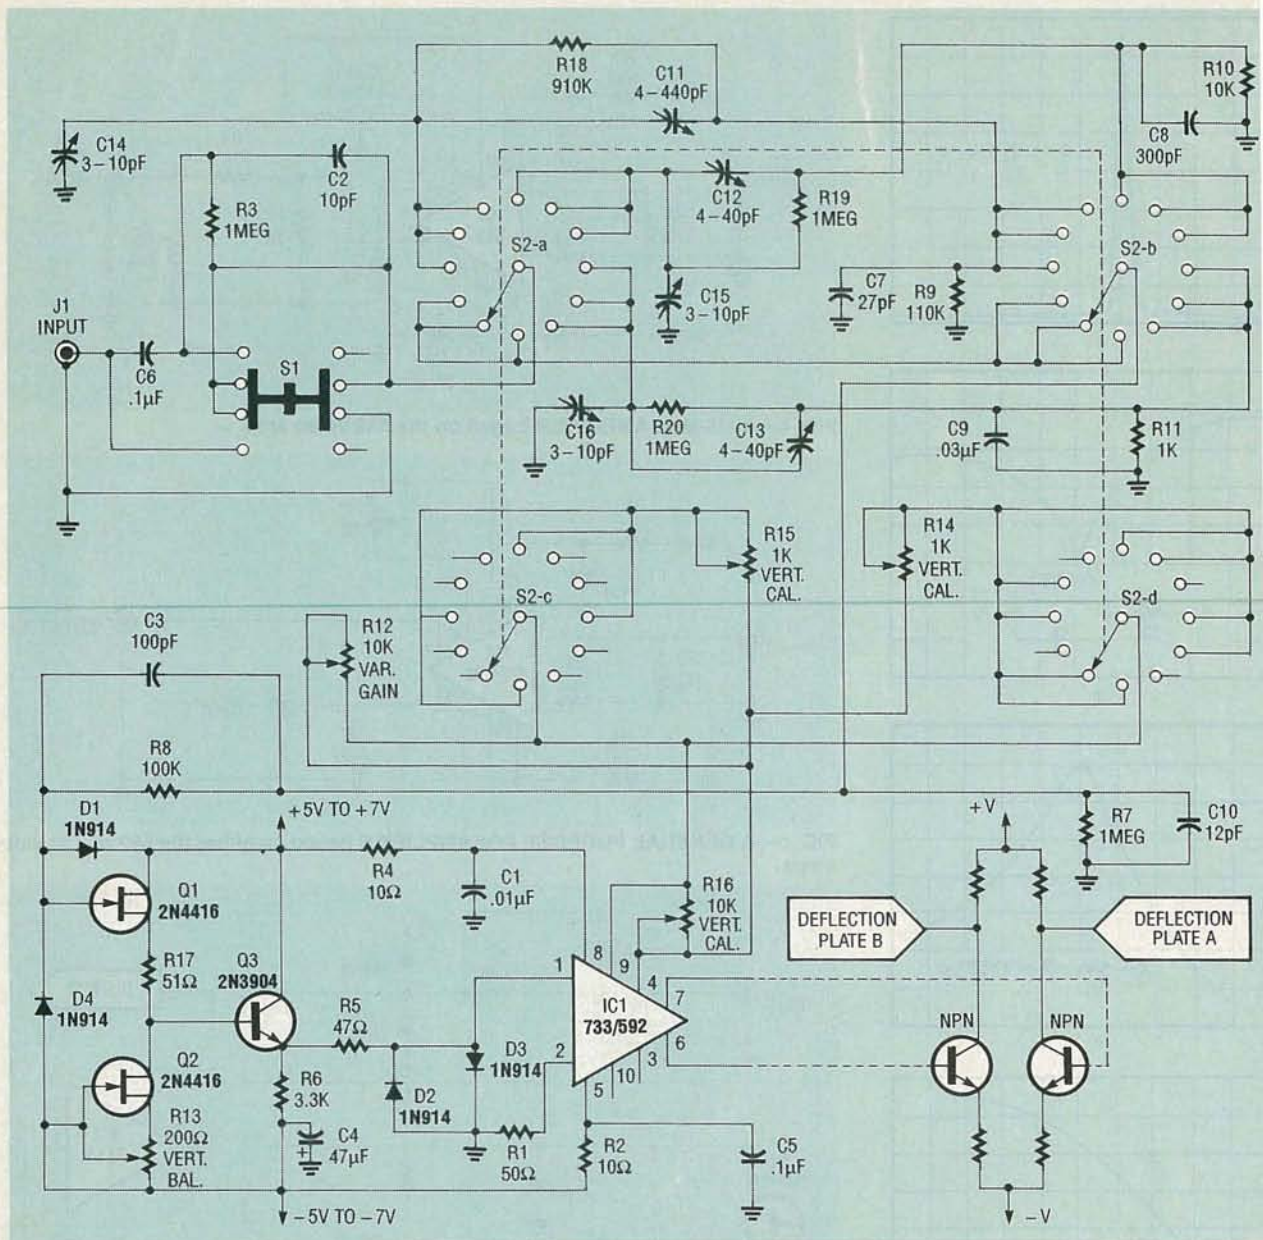 R18
910K
C11
4–440pF
R10
10K
C14
3–10pF
C8
300pF
C2
10pF
R3
1MEG
C12
4–40pF
R19
1MEG
S2-a
S2-b
C7
27pF
R9
110K
C15
3–10pF
J1
INPUT
C6
.1μF
S1
C16
3–10pF
R20
1MEG
C13
4–40pF
C9
.03μF
R11
1K
R15
1K
VERT.
CAL.
R14
1K
VERT.
CAL.
S2-c
S2-d
C3
100pF
R12
10K
VAR.
GAIN
R8
100K
D1
1N914
+5V TO +7V
+V
R7
1MEG
C10
12pF
R4
10Ω
C1
.01μF
Q1
2N4416
R16
10K
VERT.
CAL.
DEFLECTION
PLATE B
DEFLECTION
PLATE A
R17
51Ω
Q3
2N3904
D4
1N914
R5
47Ω
1
8
9
4
7
IC1
733/592
6
3
10
5
2
NPN
NPN
Q2
2N4416
R6
3.3K
D3
1N914
D2
1N914
R13
200Ω
VERT.
BAL.
+
C4
47μF
R1
50Ω
R2
10Ω
C5
.1μF
–5V TO –7V
–V